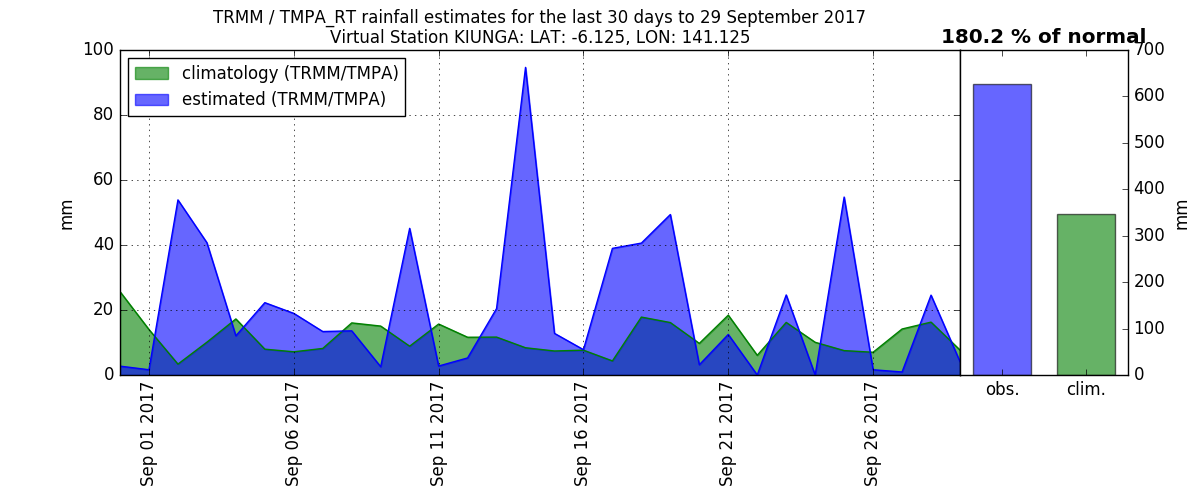 TRMM / TMPA_RT rainfall estimates for the last 30 days to 29 September 2017
Virtual Station KIUNGA: LAT: -6.125, LON: 141.125
180.2 % of normal
climatology (TRMM/TMPA)
estimated (TRMM/TMPA)
100
80
60
40
20
0
mm
Sep 01 2017
Sep 06 2017
Sep 11 2017
Sep 16 2017
Sep 21 2017
Sep 26 2017
700
600
500
400
300
200
100
0
mm
obs.
clim.